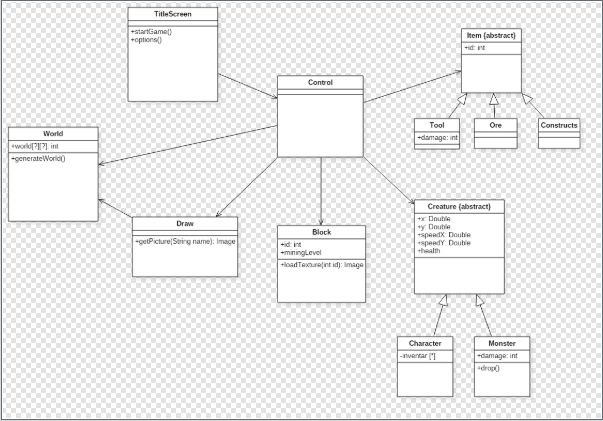 TitleScreen
+startGame()
+options()
Control
Item {abstract}
+id: int
Tool
+damage: int
Ore
Constructs
World
+world[?][?]: int
+generateWorld()
Draw
+getPicture(String name): Image
Block
+id: int
+miningLevel
+loadTexture(int id): Image
Creature {abstract}
+x: Double
+y: Double
+speedX: Double
+speedY: Double
+health
Character
-inventar [*]
Monster
+damage: int
+drop()